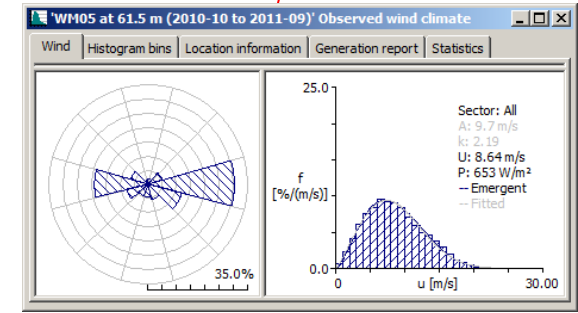 'WM05 at 61.5 m (2010-10 to 2011-09)' Observed wind climate
Wind Histogram bins Location information Generation report Statistics
35.0%
25.0
f
[%/(m/s)]
0.0
0 u [m/s] 30.00
Sector: All
A: 9.7 m/s
k: 2.19
U: 8.64 m/s
P: 653 W/m²
-- Emergent
-- Fitted